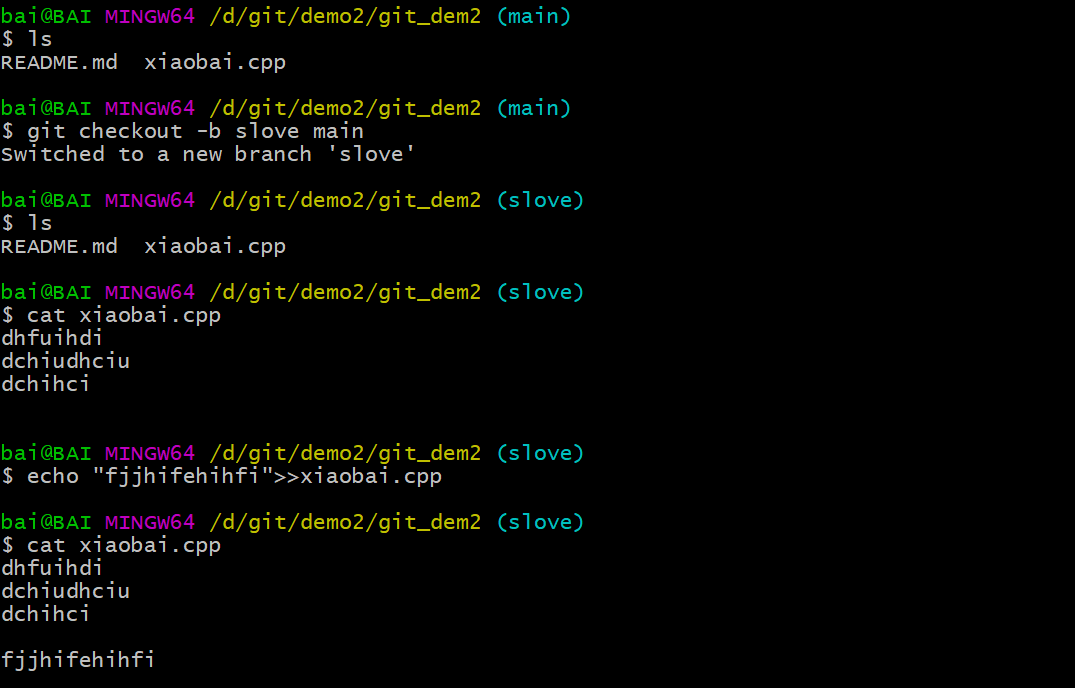 bai@BAI MINGW64 /d/git/demo2/git_dem2 (main)
$ ls
README.md  xiaobai.cpp
bai@BAI MINGW64 /d/git/demo2/git_dem2 (main)
$ git checkout -b slove main
Switched to a new branch 'slove'
bai@BAI MINGW64 /d/git/demo2/git_dem2 (slove)
$ ls
README.md  xiaobai.cpp
bai@BAI MINGW64 /d/git/demo2/git_dem2 (slove)
$ cat xiaobai.cpp
dhfuihdi
dchiudhciu
dchihci
bai@BAI MINGW64 /d/git/demo2/git_dem2 (slove)
$ echo "fjjhifehihfi">>xiaobai.cpp
bai@BAI MINGW64 /d/git/demo2/git_dem2 (slove)
$ cat xiaobai.cpp
dhfuihdi
dchiudhciu
dchihci
fjjhifehihfi